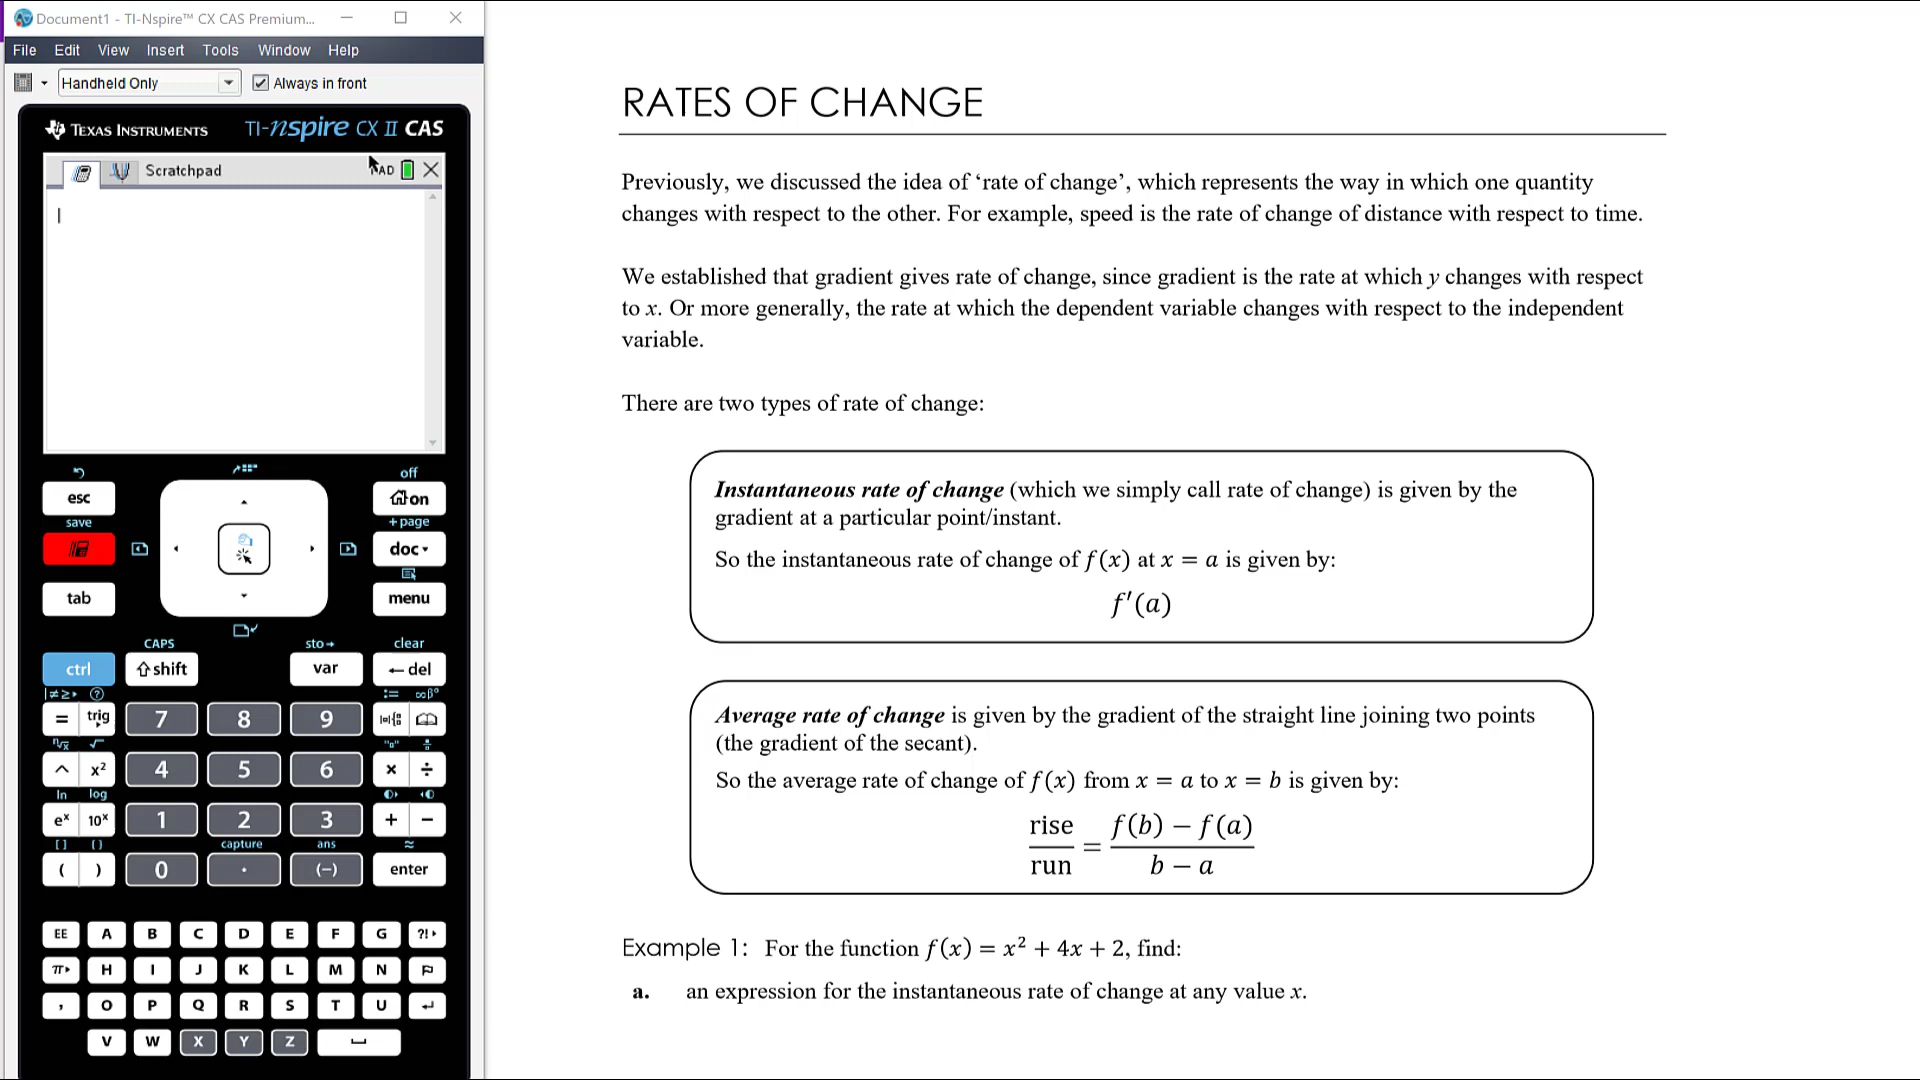 Document1 - TI-Nspire™ CX CAS Premium...
File Edit View Insert Tools Window Help
Handheld Only Always in front
TEXAS INSTRUMENTS TI-nspire CX II CAS
Scratchpad
off
esc on
save + page
doc
tab menu
CAPS sto→ clear
ctrl shift var ← del
|≠≥▸ ? := ∞β°
= trig 7 8 9
ⁿ√x √ "□"
^ x² 4 5 6 × ÷
ln log
eˣ 10ˣ 1 2 3 + −
[ ] { } capture ans ≈
( ) 0 . (−) enter
EE A B C D E F G ?!▸
π▸ H I J K L M N
, O P Q R S T U ↵
V W X Y Z
RATES OF CHANGE
Previously, we discussed the idea of ‘rate of change’, which represents the way in which one quantity
changes with respect to the other. For example, speed is the rate of change of distance with respect to time.
We established that gradient gives rate of change, since gradient is the rate at which y changes with respect
to x. Or more generally, the rate at which the dependent variable changes with respect to the independent
variable.
There are two types of rate of change:
Instantaneous rate of change (which we simply call rate of change) is given by the
gradient at a particular point/instant.
So the instantaneous rate of change of f(x) at x = a is given by:
f′(a)
Average rate of change is given by the gradient of the straight line joining two points
(the gradient of the secant).
So the average rate of change of f(x) from x = a to x = b is given by:
rise/run = (f(b) − f(a))/(b − a)
Example 1: For the function f(x) = x² + 4x + 2, find:
a. an expression for the instantaneous rate of change at any value x.